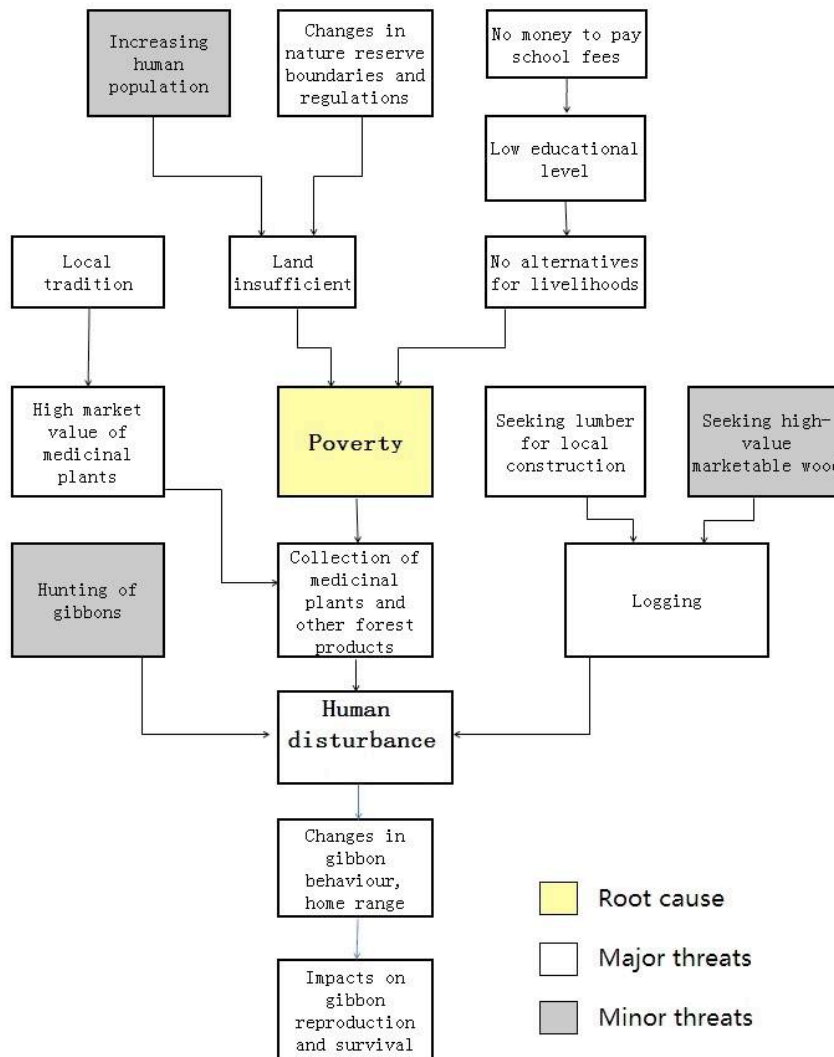 Increasing
human
population
Changes in
nature reserve
boundaries and
regulations
No money to pay
school fees
Low educational
level
Local
tradition
Land
insufficient
No alternatives
for livelihoods
High market
value of
medicinal
plants
Poverty
Seeking lumber
for local
construction
Seeking high-
value
marketable wood
Hunting of
gibbons
Collection of
medicinal
plants and
other forest
products
Logging
Human
disturbance
Changes in
gibbon
behaviour,
home range
Impacts on
gibbon
reproduction
and survival
Root cause
Major threats
Minor threats